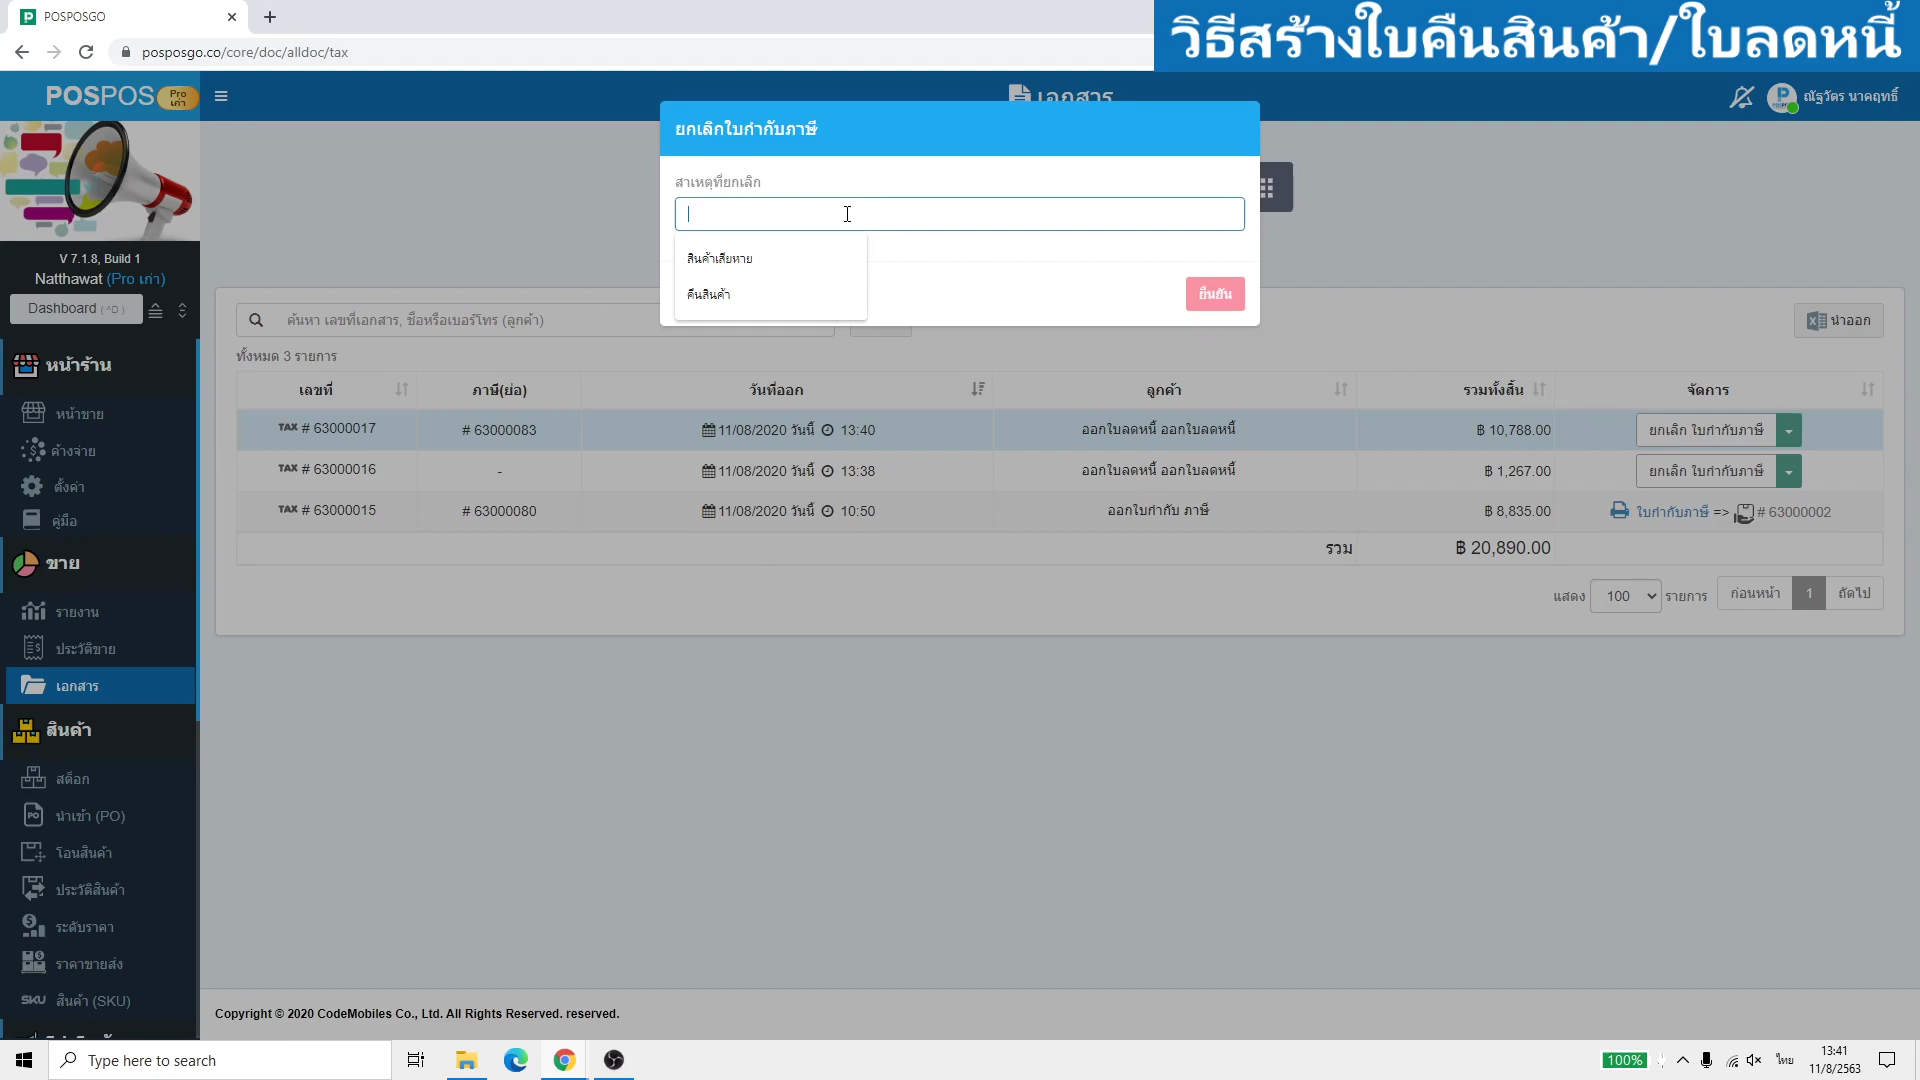 POSPOSGO
วิธีสร้างใบคืนสินค้า/ใบลดหนี้
posposgo.co/core/doc/alldoc/tax
POSPOS Pro เก่า
เอกสาร
ณัฐวัตร นาคฤทธิ์
ยกเลิกใบกำกับภาษี
สาเหตุที่ยกเลิก
สินค้าเสียหาย
คืนสินค้า
ยืนยัน
V 7.1.8, Build 1
Natthawat (Pro เก่า)
Dashboard ( ^D )
หน้าร้าน
หน้าขาย
ค้างจ่าย
ตั้งค่า
คู่มือ
ขาย
รายงาน
ประวัติขาย
เอกสาร
สินค้า
สต็อก
นำเข้า (PO)
โอนสินค้า
ประวัติสินค้า
ระดับราคา
ราคาขายส่ง
SKU สินค้า (SKU)
ค้นหา เลขที่เอกสาร, ชื่อหรือเบอร์โทร (ลูกค้า)
นำออก
ทั้งหมด 3 รายการ
เลขที่ ภาษี(ย่อ) วันที่ออก ลูกค้า รวมทั้งสิ้น จัดการ
TAX # 63000017 # 63000083 11/08/2020 วันนี้ 13:40 ออกใบลดหนี้ ออกใบลดหนี้ ฿ 10,788.00 ยกเลิก ใบกำกับภาษี
TAX # 63000016 - 11/08/2020 วันนี้ 13:38 ออกใบลดหนี้ ออกใบลดหนี้ ฿ 1,267.00 ยกเลิก ใบกำกับภาษี
TAX # 63000015 # 63000080 11/08/2020 วันนี้ 10:50 ออกใบกำกับ ภาษี ฿ 8,835.00 ใบกำกับภาษี => # 63000002
รวม ฿ 20,890.00
แสดง 100 รายการ ก่อนหน้า 1 ถัดไป
Copyright © 2020 CodeMobiles Co., Ltd. All Rights Reserved. reserved.
Type here to search
100%
ไทย
13:41
11/8/2563